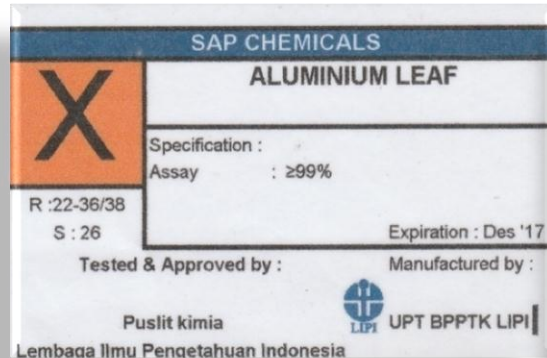 SAP CHEMICALS
X
ALUMINIUM LEAF
Specification :
Assay : ≥99%
R :22-36/38
S : 26
Expiration : Des '17
Tested & Approved by :
Manufactured by :
LIPI
Puslit kimia
UPT BPPTK LIPI
Lembaga Ilmu Pengetahuan Indonesia